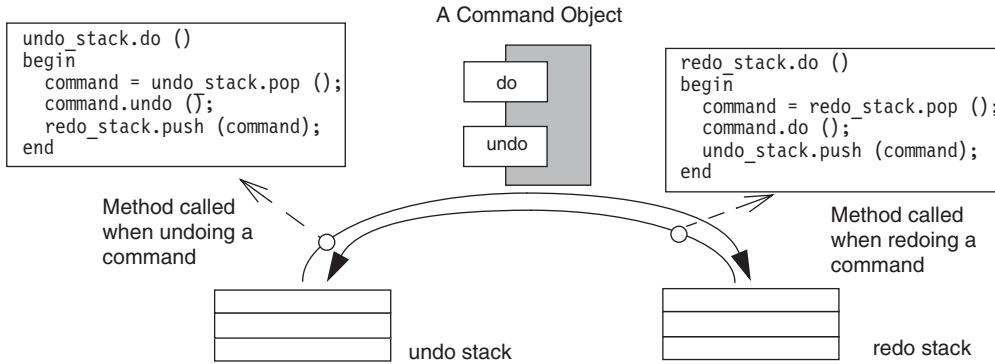 A Command Object
undo_stack.do ()
begin
command = undo_stack.pop ();
command.undo ();
redo_stack.push (command);
end
do
undo
redo_stack.do ()
begin
command = redo_stack.pop ();
command.do ();
undo_stack.push (command);
end
Method called
when undoing a
command
Method called
when redoing a
command
undo stack
redo stack